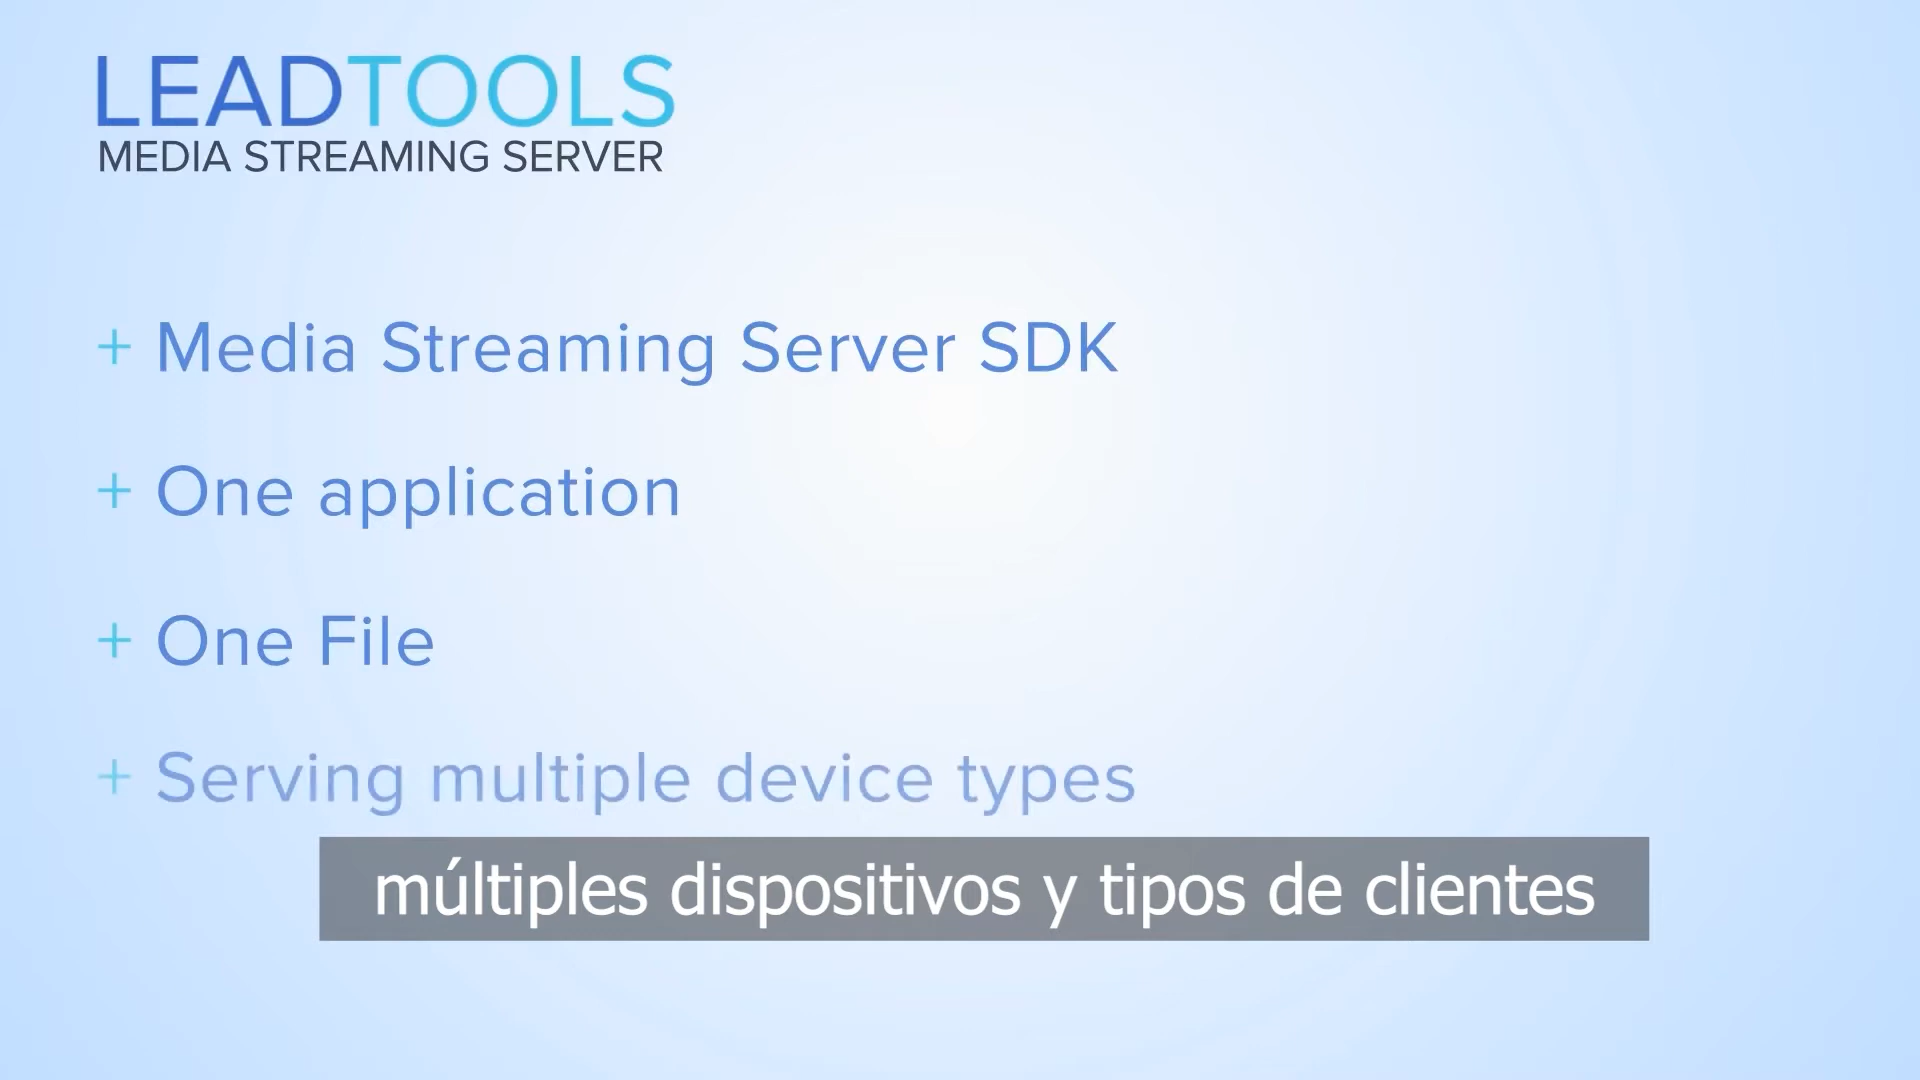 LEADTOOLS
MEDIA STREAMING SERVER
+ Media Streaming Server SDK
+ One application
+ One File
+ Serving multiple device types
múltiples dispositivos y tipos de clientes